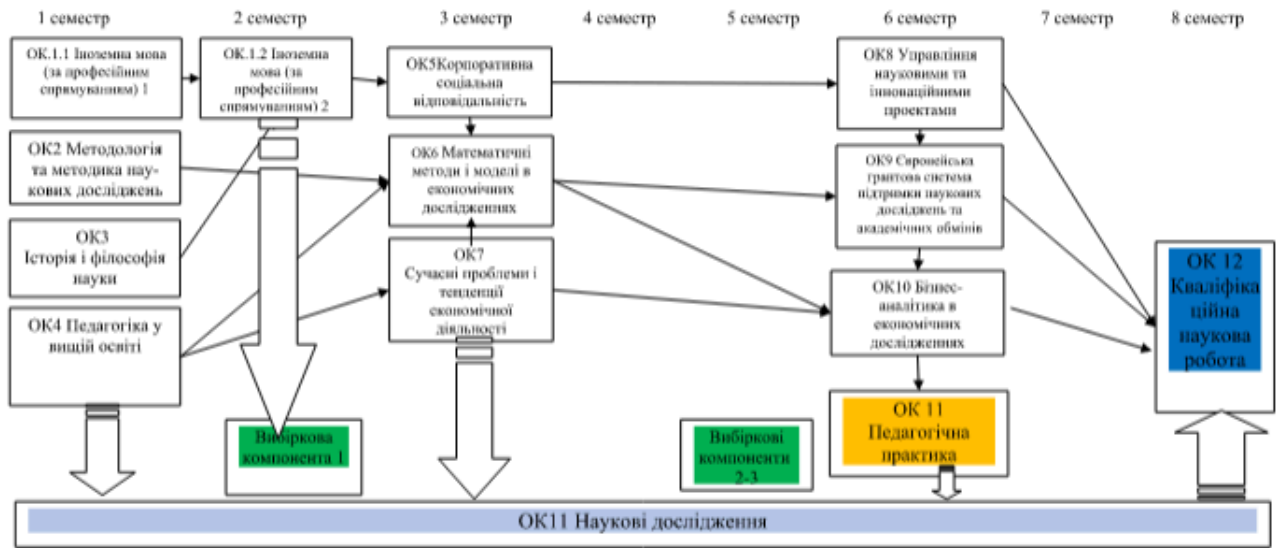 1 семестр
2 семестр
3 семестр
4 семестр
5 семестр
6 семестр
7 семестр
8 семестр
ОК.1.1 Іноземна мова
(за професійним
спрямуванням) 1
ОК.1.2 Іноземна
мова (за
професійним
спрямуванням) 2
ОК5Корпоративна
соціальна
відповідальність
ОК8 Управління
науковими та
інноваційними
проектами
ОК2 Методологія
та методика нау-
кових досліджень
ОК6 Математичні
методи і моделі в
економічних
дослідженнях
ОК9 Європейська
грантова система
підтримки наукових
досліджень та
академічних обмінів
ОК3
Історія і філософія
науки
ОК7
Сучасні проблеми і
тенденції
економічної
діяльності
ОК10 Бізнес-
аналітика в
економічних
дослідженнях
ОК 12
Кваліфіка
ційна
наукова
робота
ОК4 Педагогіка у
вищій освіті
Вибіркова
компонента 1
Вибіркові
компоненти
2-3
ОК 11
Педагогічна
практика
ОК11 Наукові дослідження